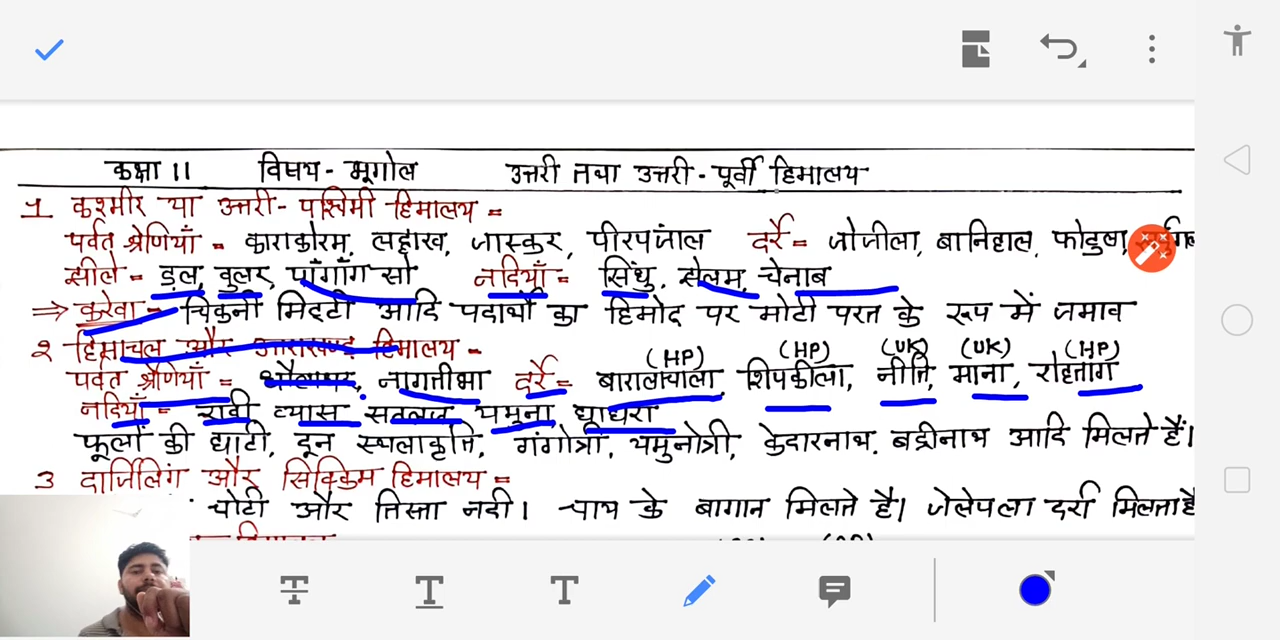 कक्षा 11 विषय - भूगोल उत्तरी तथा उत्तरी - पूर्वी हिमालय
1 कश्मीर या उत्तरी - पश्चिमी हिमालय =
पर्वत श्रेणियाँ = काराकोरम, लद्दाख, जास्कर, पीरपंजाल दर्रे = जोजीला, बानिहाल, फोटुला,
झीले = डल, वुलर, पाँगाँग सो नदियाँ = सिंधु, झेलम, चेनाब
⇒ करेवा = चिकनी मिट्टी आदि पदार्थो का हिमोढ पर मोटी परत के रूप में जमाव
2 हिमाचल और उत्तराखण्ड हिमालय =
(HP) (HP) (UK) (UK) (HP)
पर्वत श्रेणियाँ = धौलाधर, नागतीभा दर्रे = बारालाचाला, शिपकीला, नीति, माना, रोहतांग
नदियाँ = रावी व्यास सतलज यमुना घाघरा
फूलों की घाटी, दून स्थलाकृति, गंगोत्री, यमुनोत्री, केदारनाथ, बद्रीनाथ आदि मिलते हैं।
3 दार्जिलिंग और सिक्किम हिमालय =
चोटी और तिस्ता नदी। चाय के बागान मिलते है। जेलेपला दर्रा मिलता है